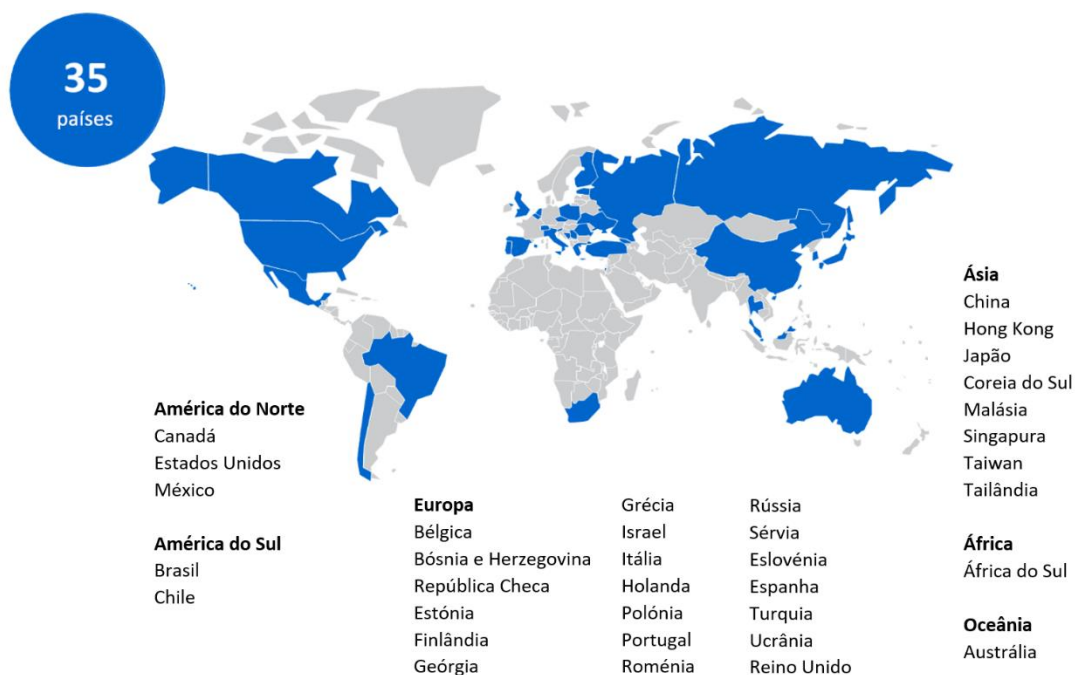 35
países
América do Norte
Canadá
Estados Unidos
México
América do Sul
Brasil
Chile
Europa
Bélgica
Bósnia e Herzegovina
República Checa
Estónia
Finlândia
Geórgia
Grécia
Israel
Itália
Holanda
Polónia
Portugal
Roménia
Rússia
Sérvia
Eslovénia
Espanha
Turquia
Ucrânia
Reino Unido
Ásia
China
Hong Kong
Japão
Coreia do Sul
Malásia
Singapura
Taiwan
Tailândia
África
África do Sul
Oceânia
Austrália